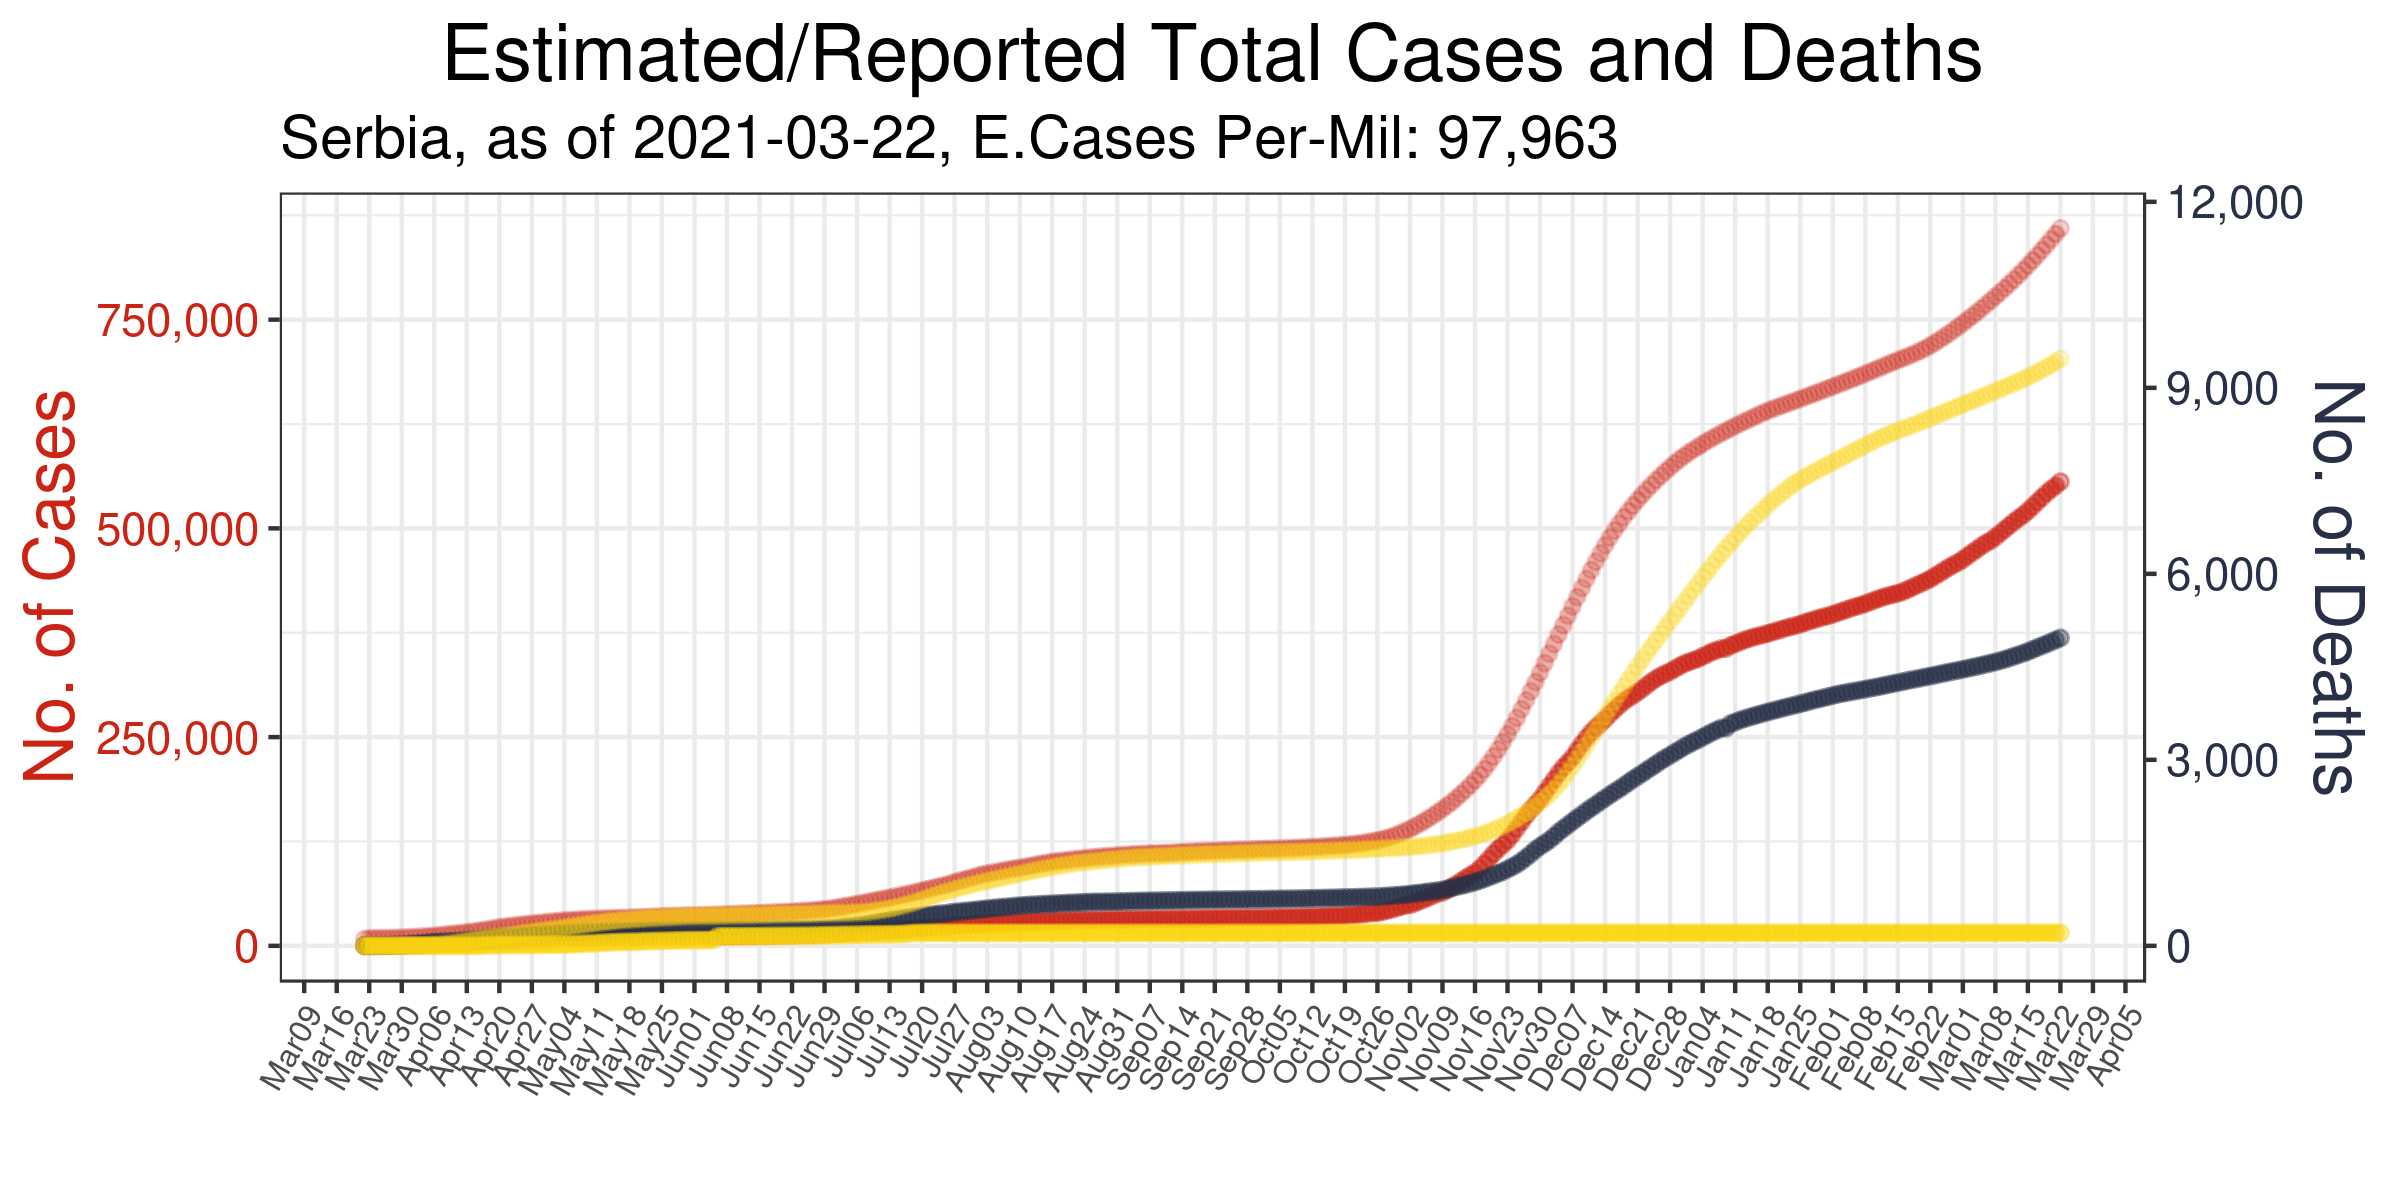 Estimated/Reported Total Cases and Deaths
Serbia, as of 2021-03-22, E.Cases Per-Mil: 97,963
No. of Cases
750,000
500,000
250,000
0
12,000
9,000
6,000
3,000
0
No. of Deaths
Mar09
Mar16
Mar23
Mar30
Apr06
Apr13
Apr20
Apr27
May04
May11
May18
May25
Jun01
Jun08
Jun15
Jun22
Jun29
Jul06
Jul13
Jul20
Jul27
Aug03
Aug10
Aug17
Aug24
Aug31
Sep07
Sep14
Sep21
Sep28
Oct05
Oct12
Oct19
Oct26
Nov02
Nov09
Nov16
Nov23
Nov30
Dec07
Dec14
Dec21
Dec28
Jan04
Jan11
Jan18
Jan25
Feb01
Feb08
Feb15
Feb22
Mar01
Mar08
Mar15
Mar22
Mar29
Apr05